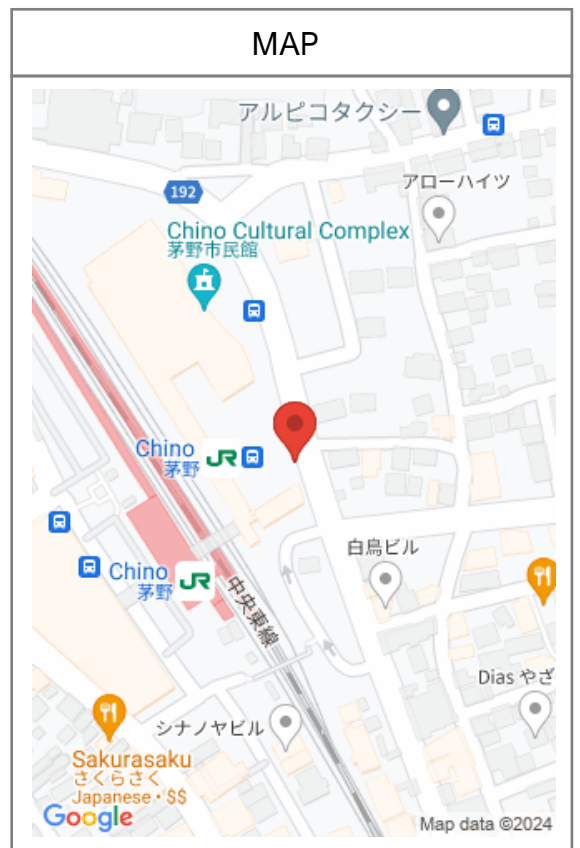 MAP
アルピコタクシー
アローハイツ
192
Chino Cultural Complex
茅野市民館
Chino
茅野
JR
白鳥ビル
Chino
茅野
JR
中央東線
Dias やざ
シナノヤビル
Sakurasaku
さくらさく
Japanese・$$
Google
Map data ©2024